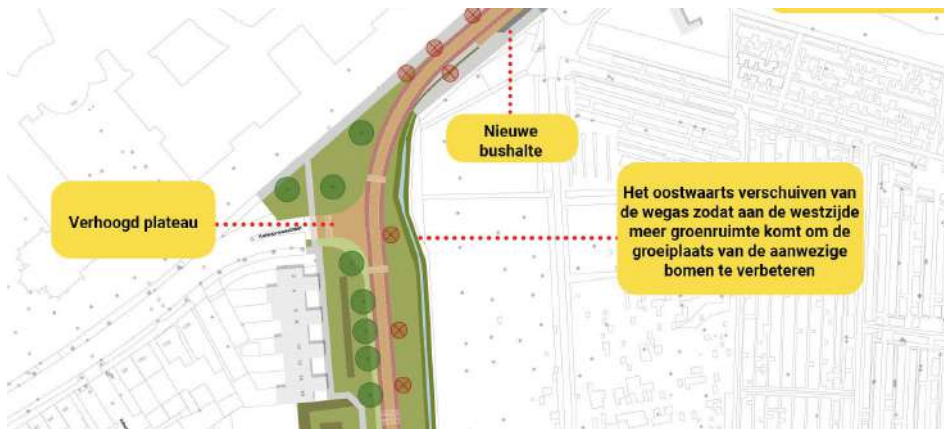 Nieuwe
bushalte
Verhoogd plateau
Het oostwaarts verschuiven van
de wegas zodat aan de westzijde
meer groenruimte komt om de
groeiplaats van de aanwezige
bomen te verbeteren